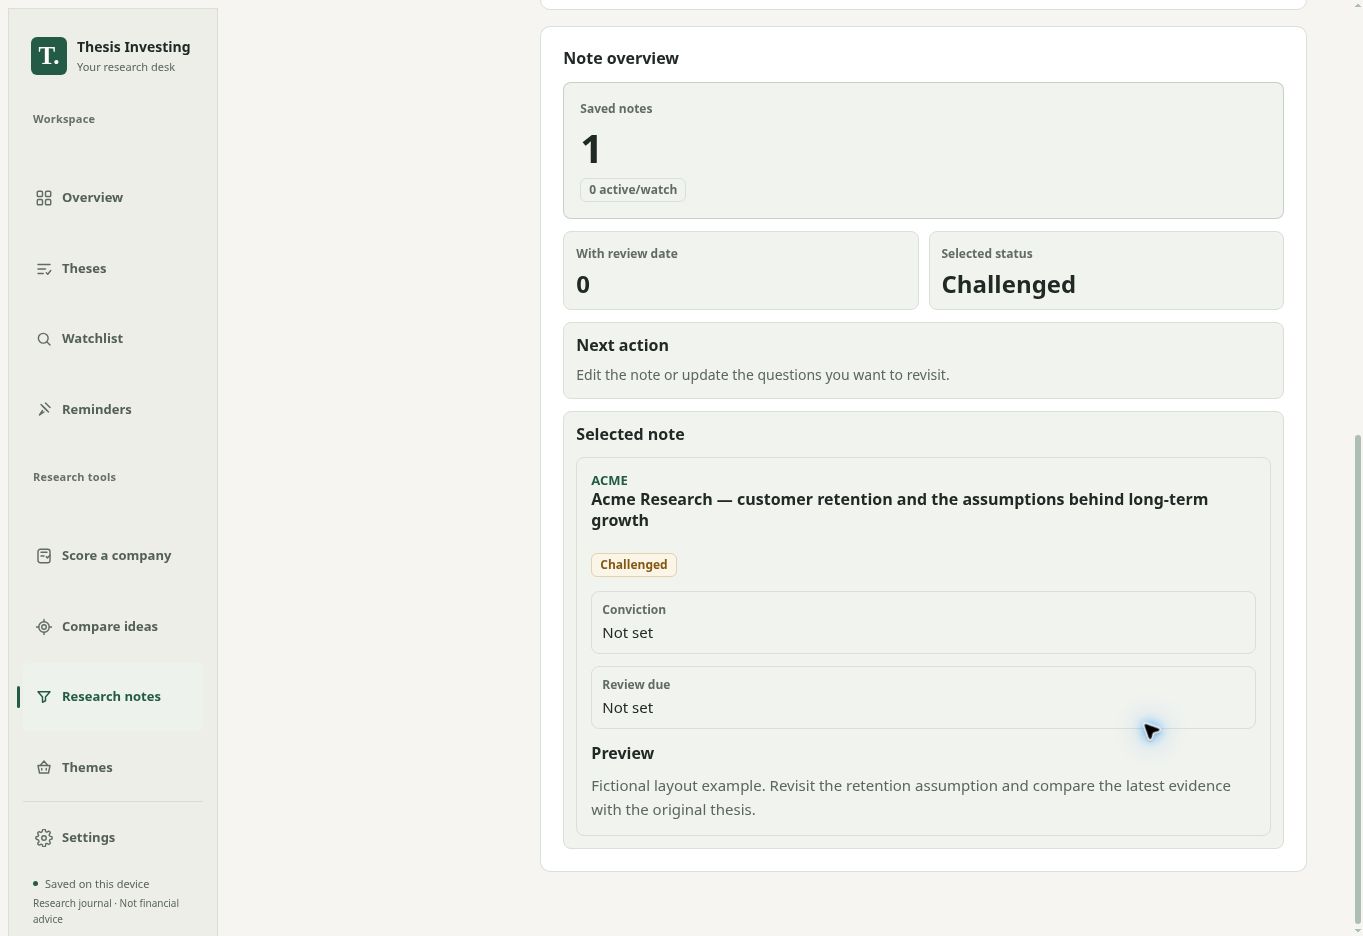 T.
Thesis Investing
Your research desk
Workspace
Overview
Theses
Watchlist
Reminders
Research tools
Score a company
Compare ideas
Research notes
Themes
Settings
Saved on this device
Research journal · Not financial
advice
Note overview
Saved notes
1
0 active/watch
With review date
0
Selected status
Challenged
Next action
Edit the note or update the questions you want to revisit.
Selected note
ACME
Acme Research — customer retention and the assumptions behind long-term
growth
Challenged
Conviction
Not set
Review due
Not set
Preview
Fictional layout example. Revisit the retention assumption and compare the latest evidence
with the original thesis.